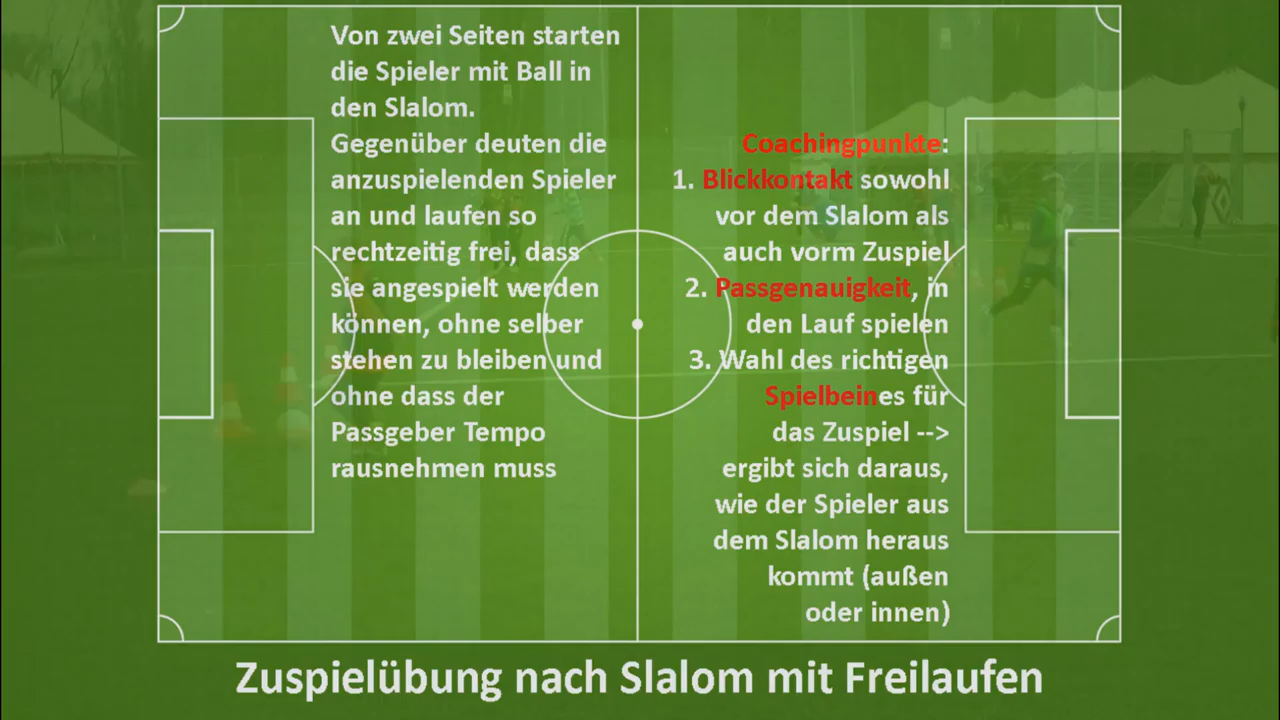 Von zwei Seiten starten
die Spieler mit Ball in
den Slalom.
Gegenüber deuten die
anzuspielenden Spieler
an und laufen so
rechtzeitig frei, dass
sie angespielt werden
können, ohne selber
stehen zu bleiben und
ohne dass der
Passgeber Tempo
rausnehmen muss
Coachingpunkte:
1. Blickkontakt sowohl
vor dem Slalom als
auch vorm Zuspiel
2. Passgenauigkeit, in
den Lauf spielen
3. Wahl des richtigen
Spielbeines für
das Zuspiel -->
ergibt sich daraus,
wie der Spieler aus
dem Slalom heraus
kommt (außen
oder innen)
Zuspielübung nach Slalom mit Freilaufen